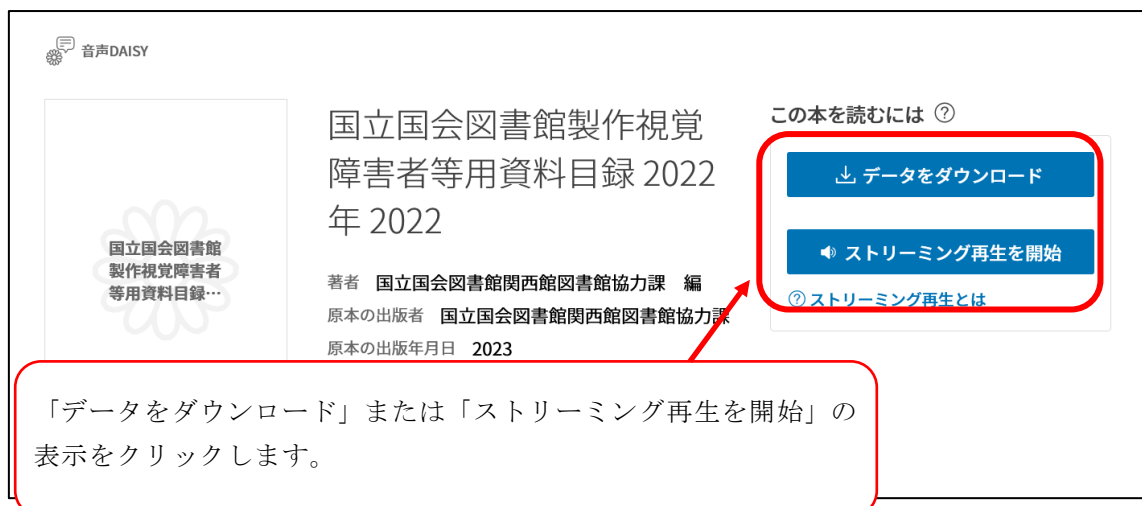 音声DAISY
国立国会図書館
製作視覚障害者
等用資料目録…
国立国会図書館製作視覚
障害者等用資料目録 2022
年 2022
著者 国立国会図書館関西館図書館協力課 編
原本の出版者 国立国会図書館関西館図書館協力課
原本の出版年月日 2023
この本を読むには ?
データをダウンロード
ストリーミング再生を開始
? ストリーミング再生とは
「データをダウンロード」または「ストリーミング再生を開始」の
表示をクリックします。